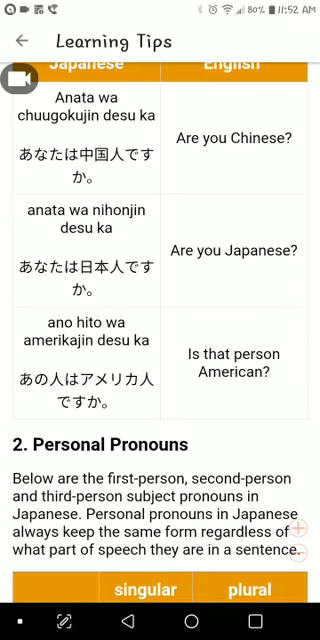 80% 11:52 AM
Learning Tips
Japanese English
Anata wa
chuugokujin desu ka
あなたは中国人です
か。
Are you Chinese?
anata wa nihonjin
desu ka
あなたは日本人です
か。
Are you Japanese?
ano hito wa
amerikajin desu ka
あの人はアメリカ人
ですか。
Is that person
American?
2. Personal Pronouns
Below are the first-person, second-person
and third-person subject pronouns in
Japanese. Personal pronouns in Japanese
always keep the same form regardless of
what part of speech they are in a sentence.
singular plural